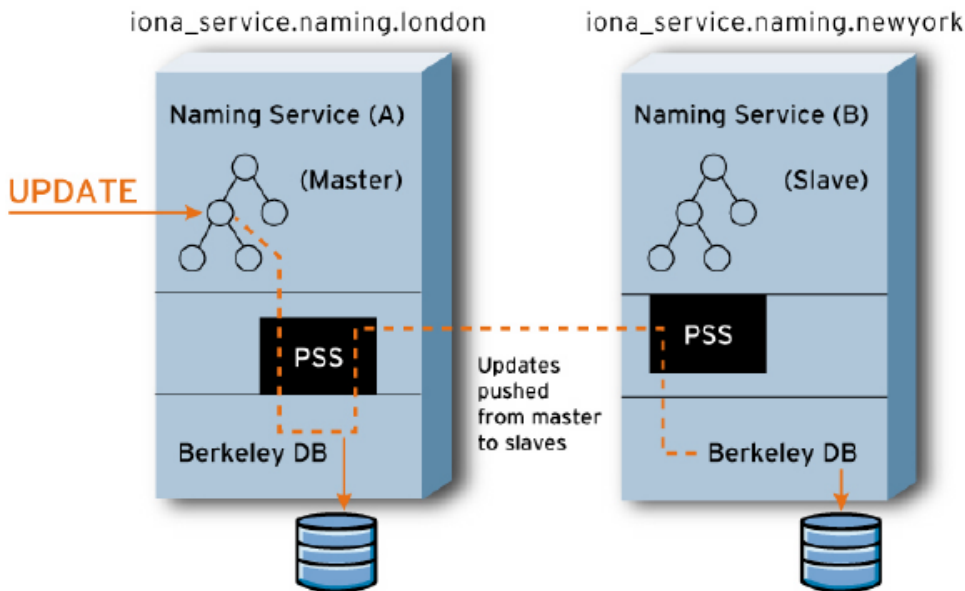 iona_service.naming.london
iona_service.naming.newyork
Naming Service (A)
(Master)
UPDATE
PSS
Berkeley DB
Updates
pushed
from master
to slaves
Naming Service (B)
(Slave)
PSS
Berkeley DB